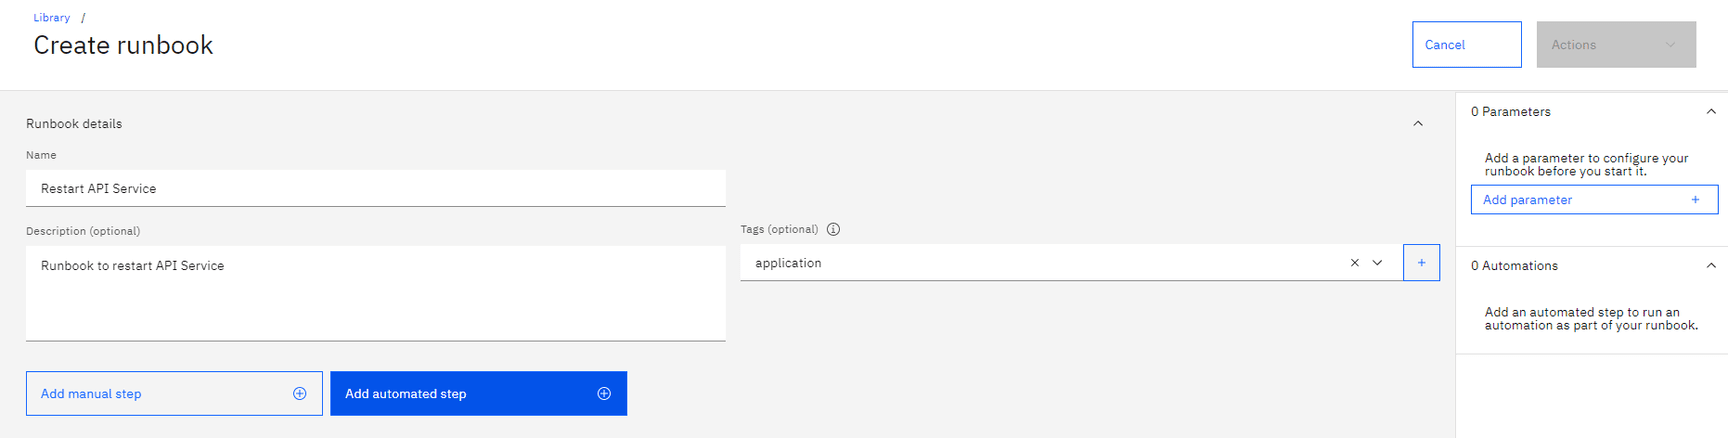 Library /
Create runbook
Cancel
Actions
Runbook details
Name
Restart API Service
Description (optional)
Runbook to restart API Service
Tags (optional)
application
Add manual step
Add automated step
0 Parameters
Add a parameter to configure your
runbook before you start it.
Add parameter
0 Automations
Add an automated step to run an
automation as part of your runbook.